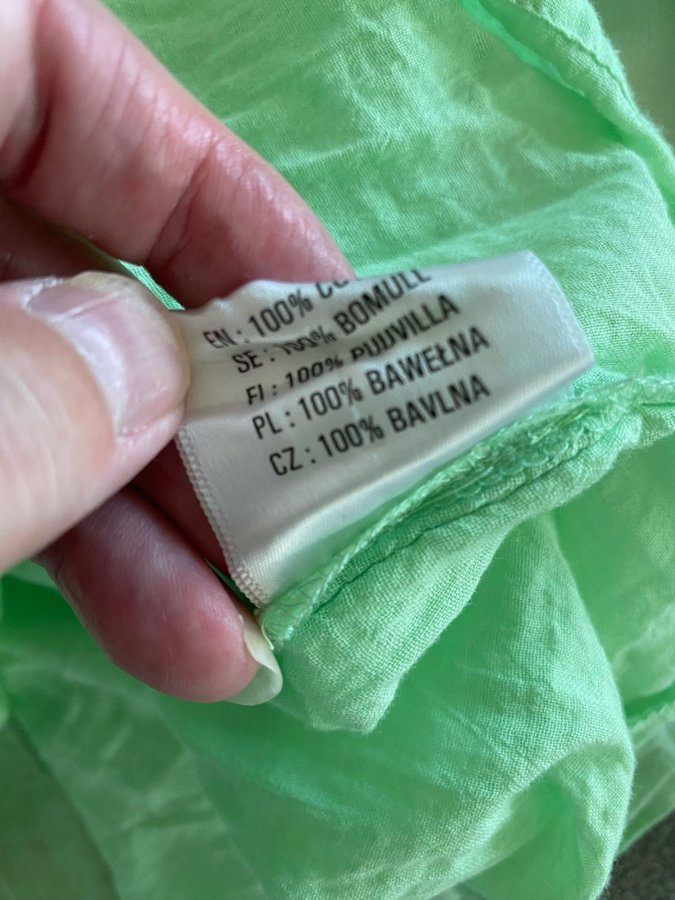 EN : 100%
SE : 100% BOMULL
FI : 100% PUUVILLA
PL : 100% BAWEŁNA
CZ : 100% BAVLNA